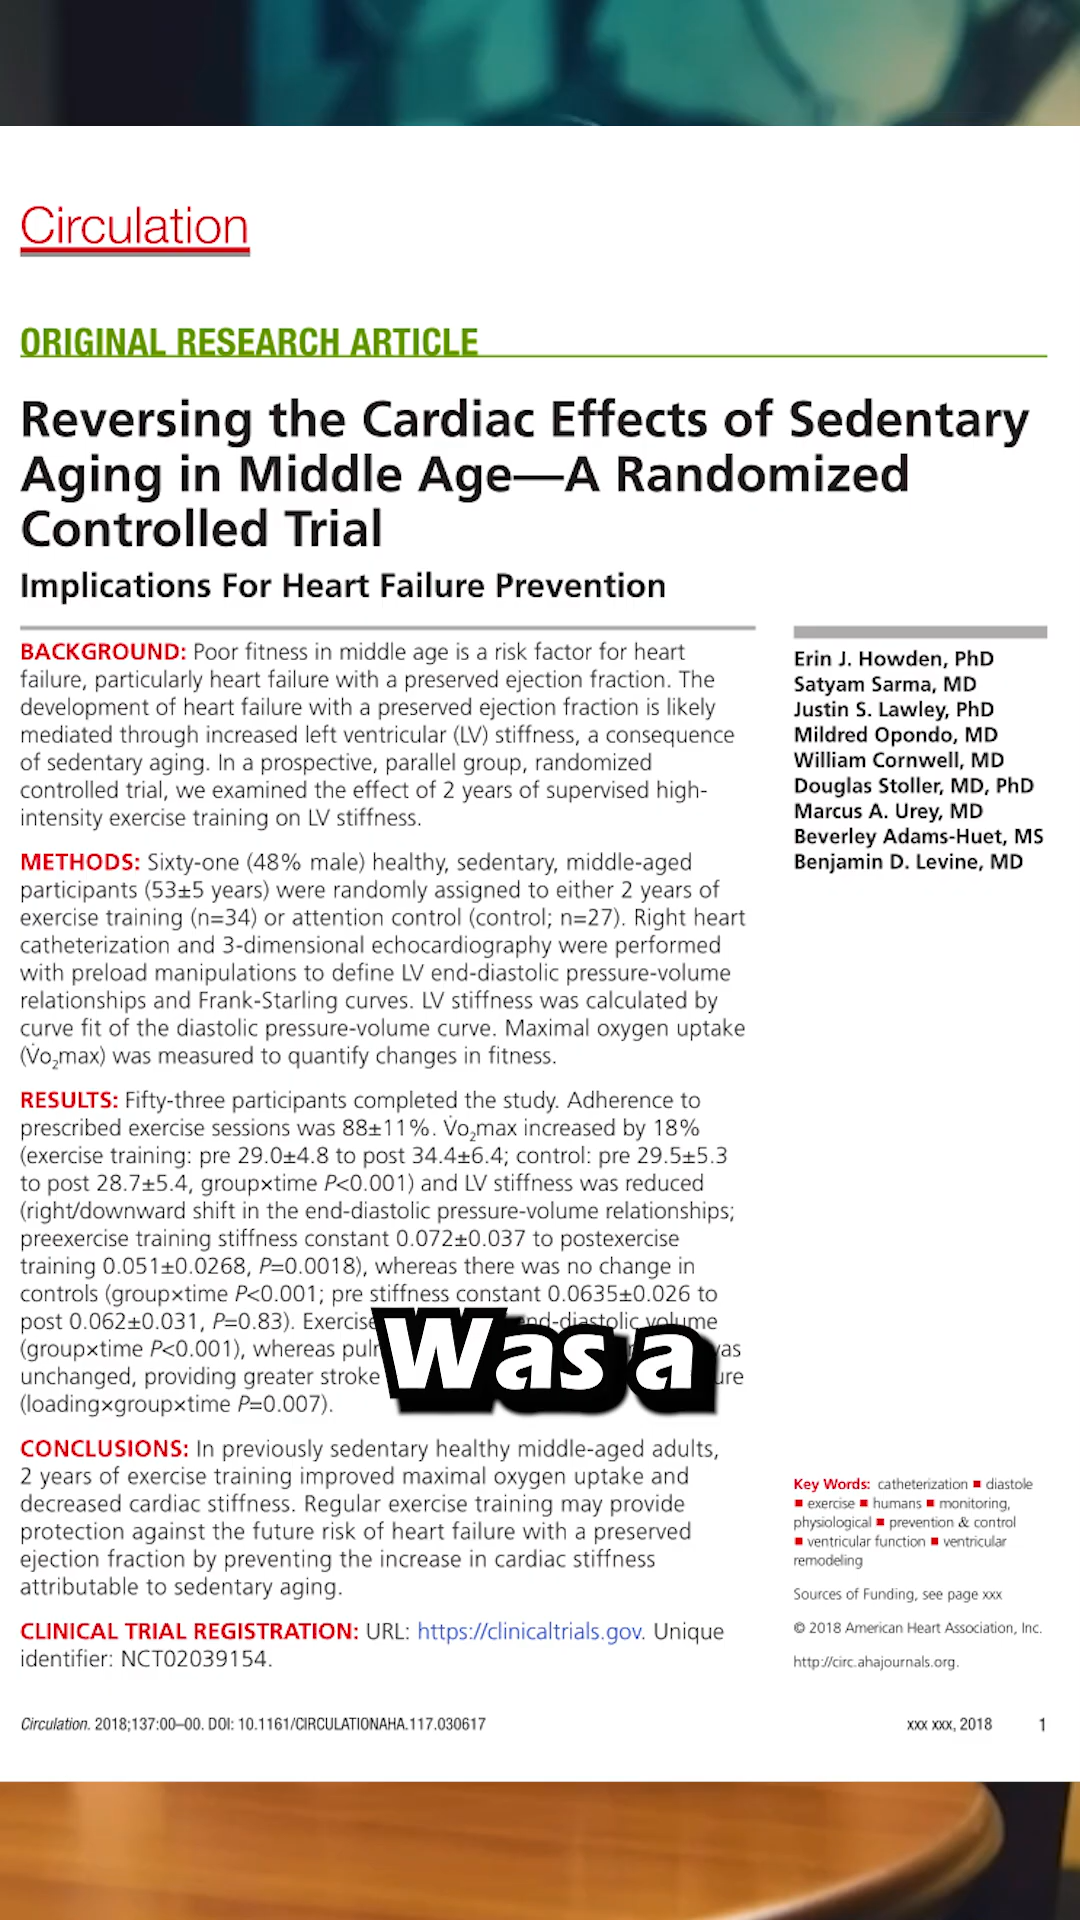 Circulation
ORIGINAL RESEARCH ARTICLE
Reversing the Cardiac Effects of Sedentary
Aging in Middle Age—A Randomized
Controlled Trial
Implications For Heart Failure Prevention
BACKGROUND: Poor fitness in middle age is a risk factor for heart
failure, particularly heart failure with a preserved ejection fraction. The
development of heart failure with a preserved ejection fraction is likely
mediated through increased left ventricular (LV) stiffness, a consequence
of sedentary aging. In a prospective, parallel group, randomized
controlled trial, we examined the effect of 2 years of supervised high-
intensity exercise training on LV stiffness.
METHODS: Sixty-one (48% male) healthy, sedentary, middle-aged
participants (53±5 years) were randomly assigned to either 2 years of
exercise training (n=34) or attention control (control; n=27). Right heart
catheterization and 3-dimensional echocardiography were performed
with preload manipulations to define LV end-diastolic pressure-volume
relationships and Frank-Starling curves. LV stiffness was calculated by
curve fit of the diastolic pressure-volume curve. Maximal oxygen uptake
(V̇o₂max) was measured to quantify changes in fitness.
RESULTS: Fifty-three participants completed the study. Adherence to
prescribed exercise sessions was 88±11%. V̇o₂max increased by 18%
(exercise training: pre 29.0±4.8 to post 34.4±6.4; control: pre 29.5±5.3
to post 28.7±5.4, group×time P<0.001) and LV stiffness was reduced
(right/downward shift in the end-diastolic pressure-volume relationships;
preexercise training stiffness constant 0.072±0.037 to postexercise
training 0.051±0.0268, P=0.0018), whereas there was no change in
controls (group×time P<0.001; pre stiffness constant 0.0635±0.026 to
post 0.062±0.031, P=0.83). Exercise end-diastolic volume
(group×time P<0.001), whereas
unchanged, providing greater stroke
(loading×group×time P=0.007).
Was a
CONCLUSIONS: In previously sedentary healthy middle-aged adults,
2 years of exercise training improved maximal oxygen uptake and
decreased cardiac stiffness. Regular exercise training may provide
protection against the future risk of heart failure with a preserved
ejection fraction by preventing the increase in cardiac stiffness
attributable to sedentary aging.
CLINICAL TRIAL REGISTRATION: URL: https://clinicaltrials.gov. Unique
identifier: NCT02039154.
Erin J. Howden, PhD
Satyam Sarma, MD
Justin S. Lawley, PhD
Mildred Opondo, MD
William Cornwell, MD
Douglas Stoller, MD, PhD
Marcus A. Urey, MD
Beverley Adams-Huet, MS
Benjamin D. Levine, MD
Key Words: catheterization ■ diastole
■ exercise ■ humans ■ monitoring,
physiological ■ prevention & control
■ ventricular function ■ ventricular
remodeling
Sources of Funding, see page xxx
© 2018 American Heart Association, Inc.
http://circ.ahajournals.org.
Circulation. 2018;137:00–00. DOI: 10.1161/CIRCULATIONAHA.117.030617
xxx xxx, 2018 1